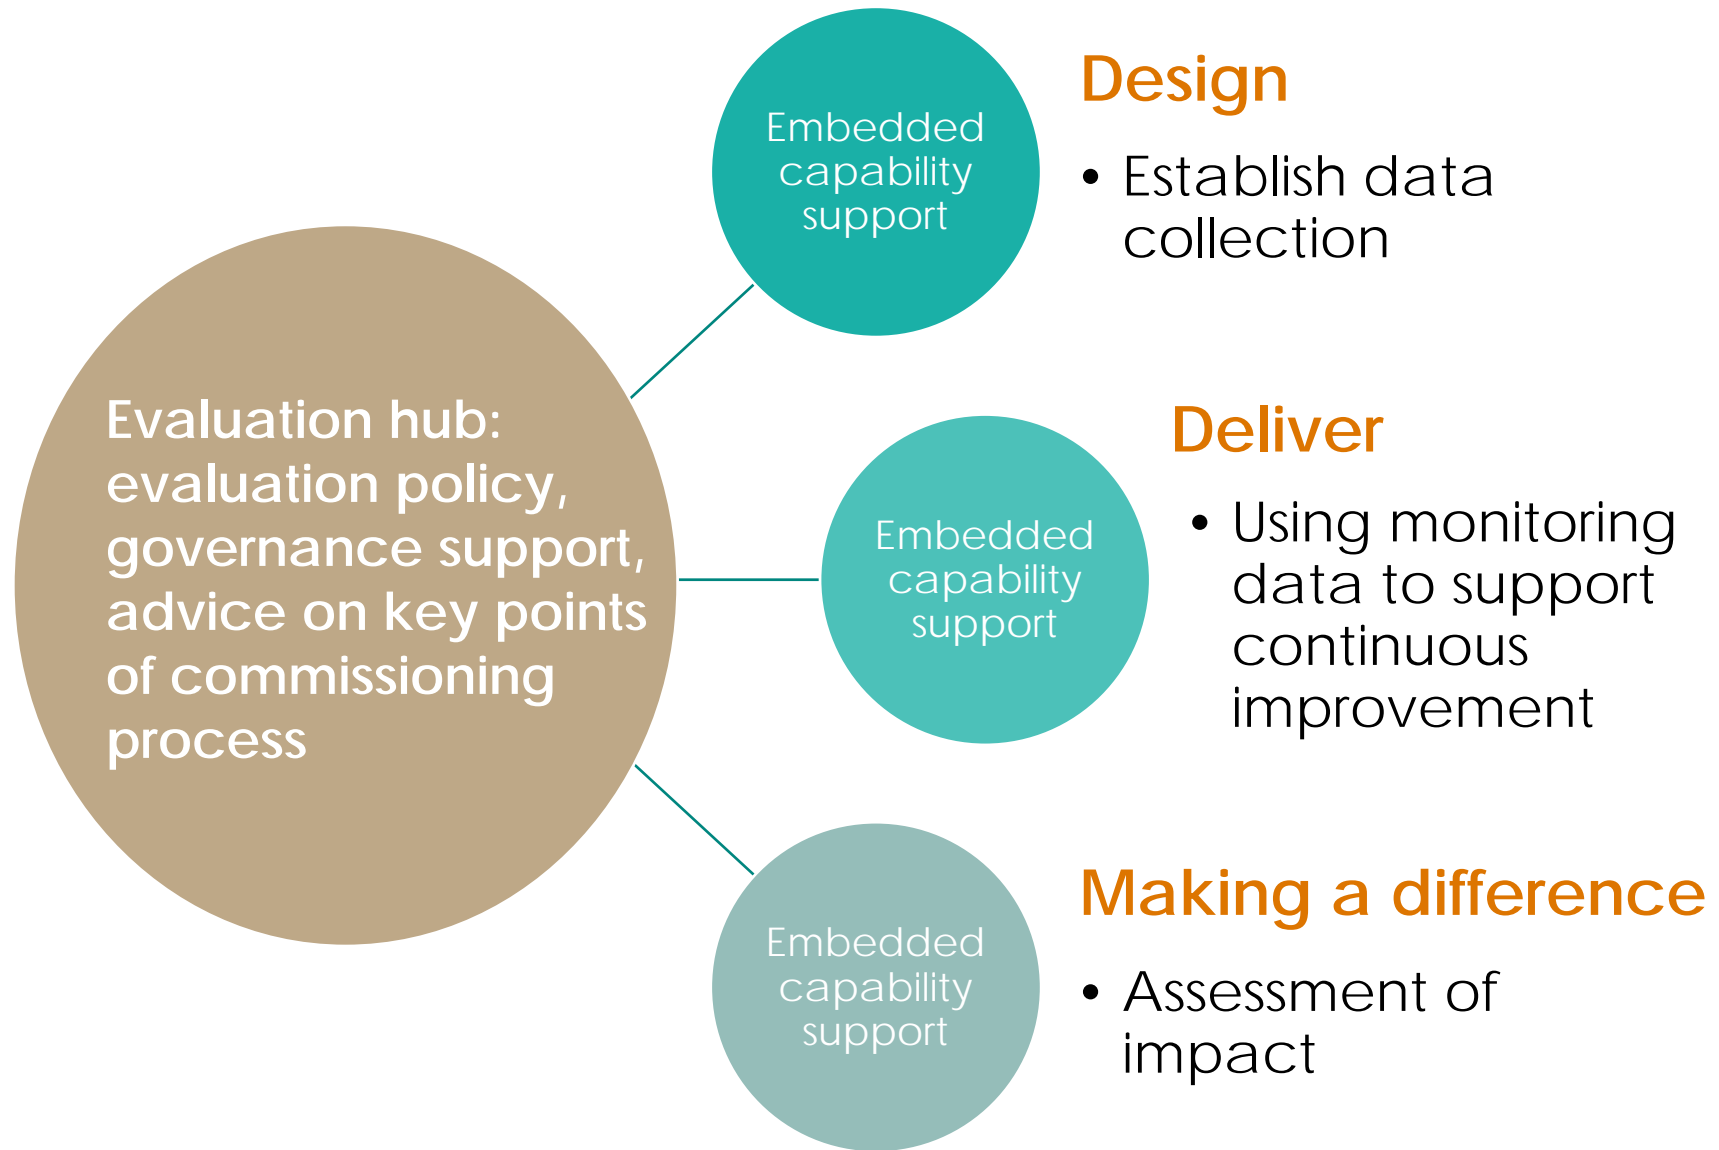 Evaluation hub:
evaluation policy,
governance support,
advice on key points
of commissioning
process
Embedded
capability
support
Design
• Establish data
collection
Embedded
capability
support
Deliver
• Using monitoring
data to support
continuous
improvement
Embedded
capability
support
Making a difference
• Assessment of
impact